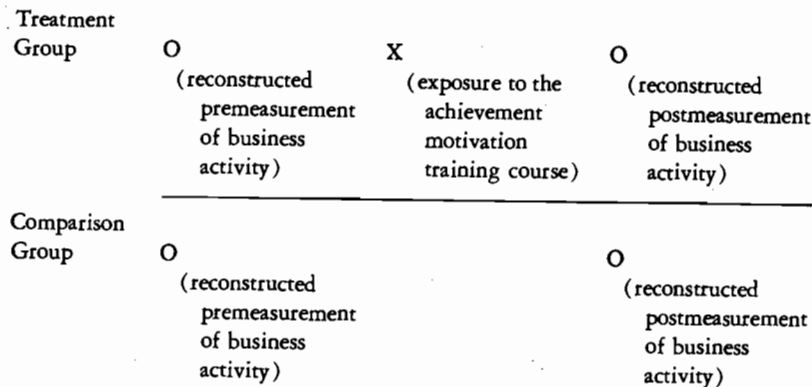 Treatment
Group O X O
(reconstructed (exposure to the (reconstructed
premeasurement achievement postmeasurement
of business motivation of business
activity) training course) activity)
Comparison
Group O O
(reconstructed (reconstructed
premeasurement postmeasurement
of business of business
activity) activity)